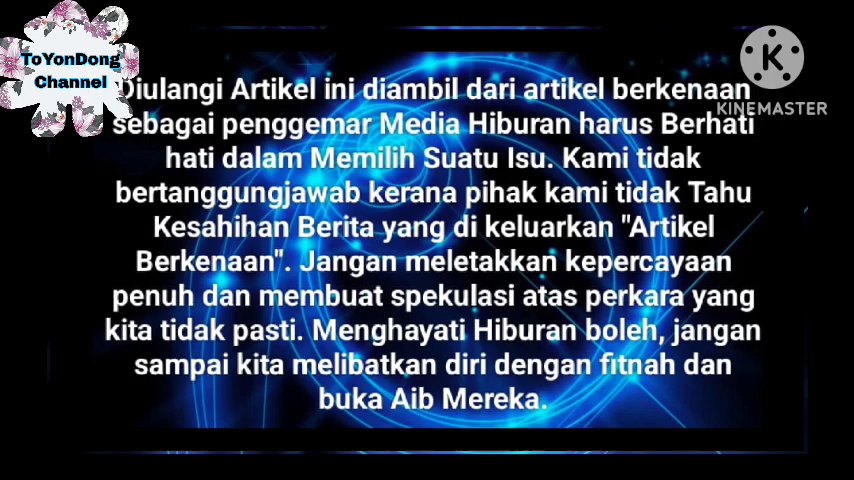 ToYonDong
Channel
KINEMASTER
Diulangi Artikel ini diambil dari artikel berkenaan
sebagai penggemar Media Hiburan harus Berhati
hati dalam Memilih Suatu Isu. Kami tidak
bertanggungjawab kerana pihak kami tidak Tahu
Kesahihan Berita yang di keluarkan "Artikel
Berkenaan". Jangan meletakkan kepercayaan
penuh dan membuat spekulasi atas perkara yang
kita tidak pasti. Menghayati Hiburan boleh, jangan
sampai kita melibatkan diri dengan fitnah dan
buka Aib Mereka.